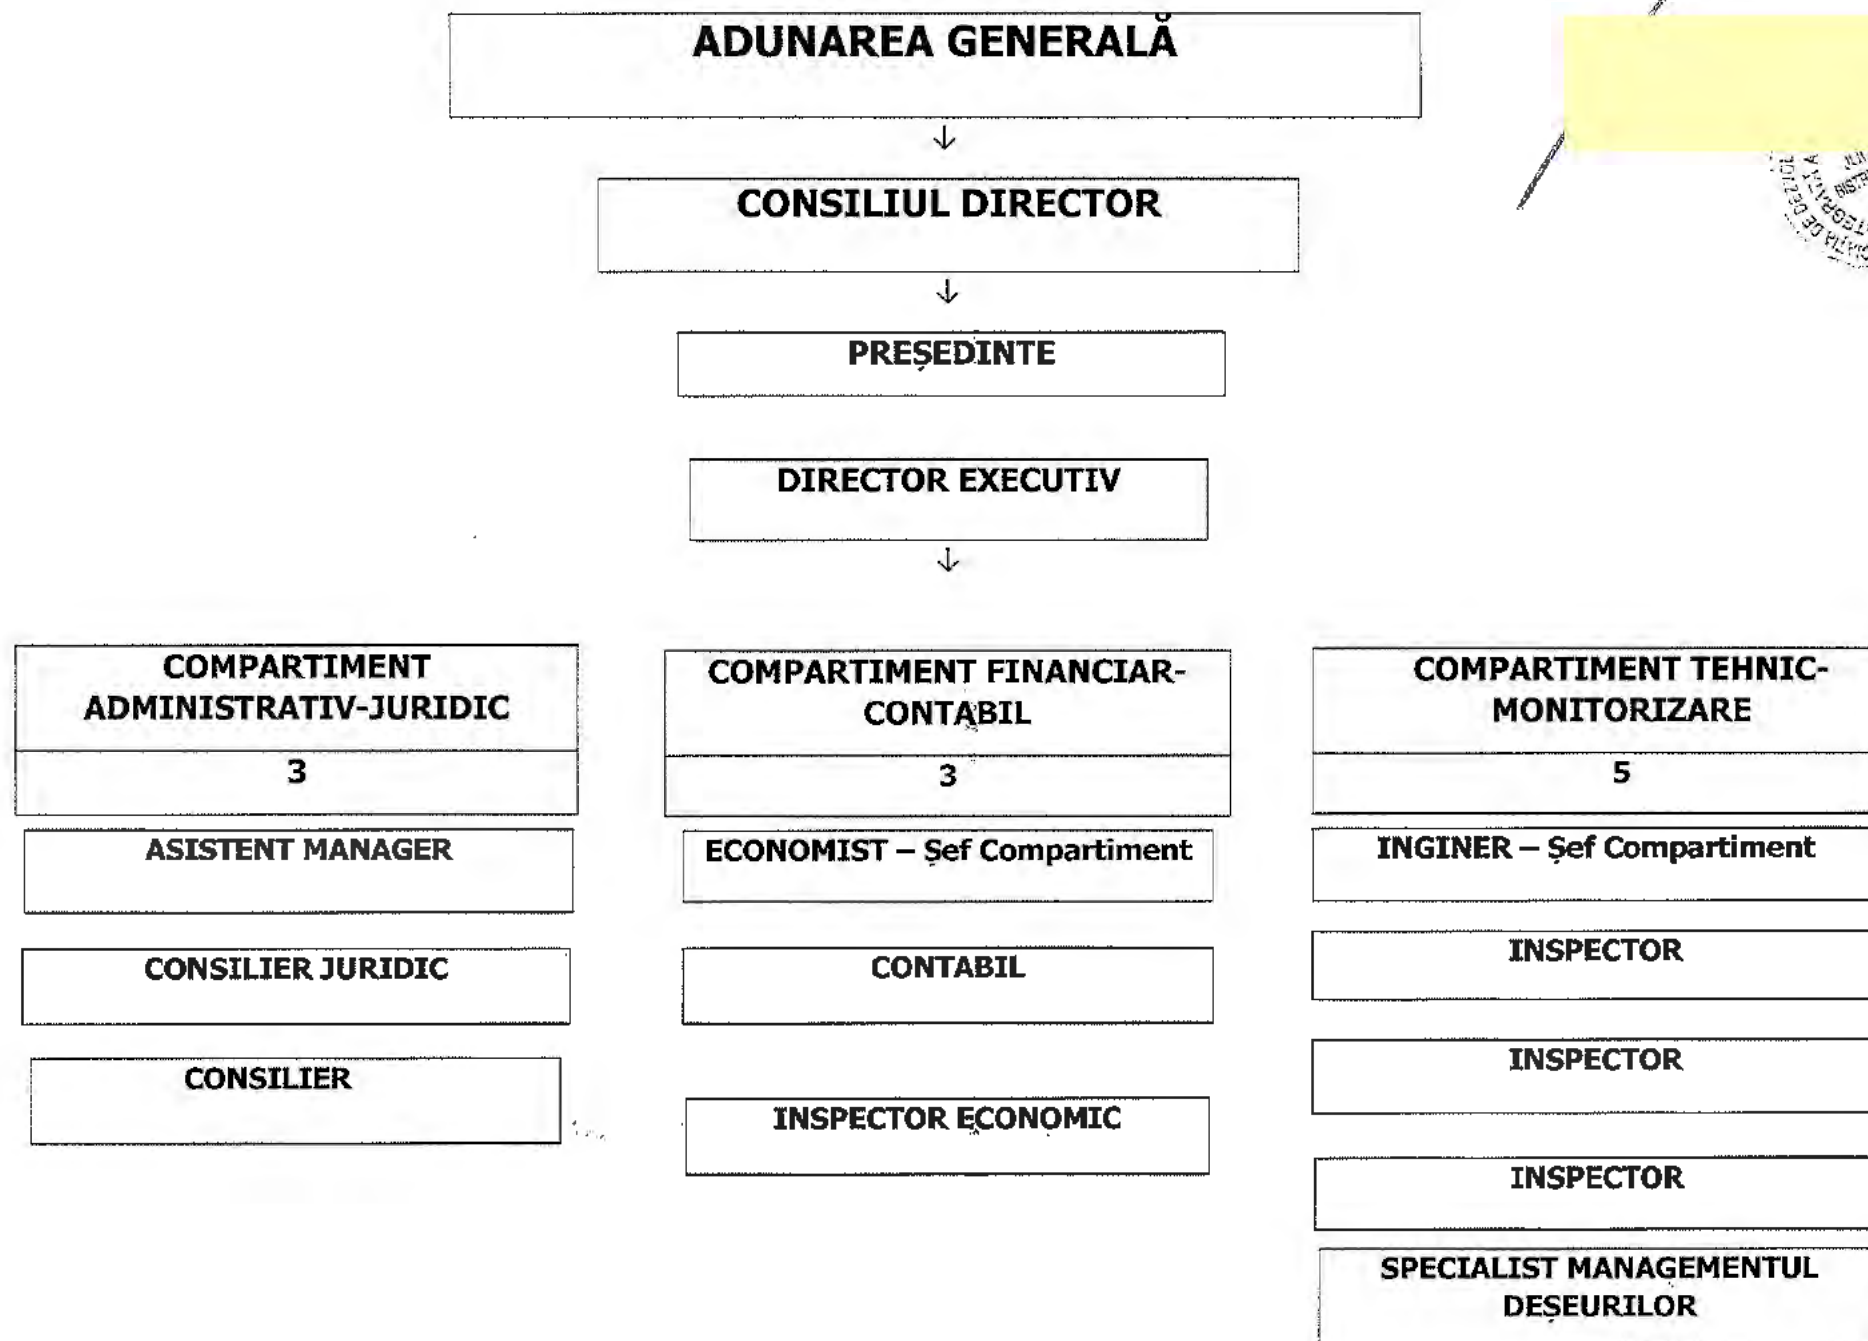 ADUNAREA GENERALĂ
CONSILIUL DIRECTOR
PREȘEDINTE
DIRECTOR EXECUTIV
COMPARTIMENT
ADMINISTRATIV-JURIDIC
3
ASISTENT MANAGER
CONSILIER JURIDIC
CONSILIER
COMPARTIMENT FINANCIAR-
CONTABIL
3
ECONOMIST – Șef Compartiment
CONTABIL
INSPECTOR ECONOMIC
COMPARTIMENT TEHNIC-
MONITORIZARE
5
INGINER – Șef Compartiment
INSPECTOR
INSPECTOR
INSPECTOR
SPECIALIST MANAGEMENTUL
DEȘEURILOR